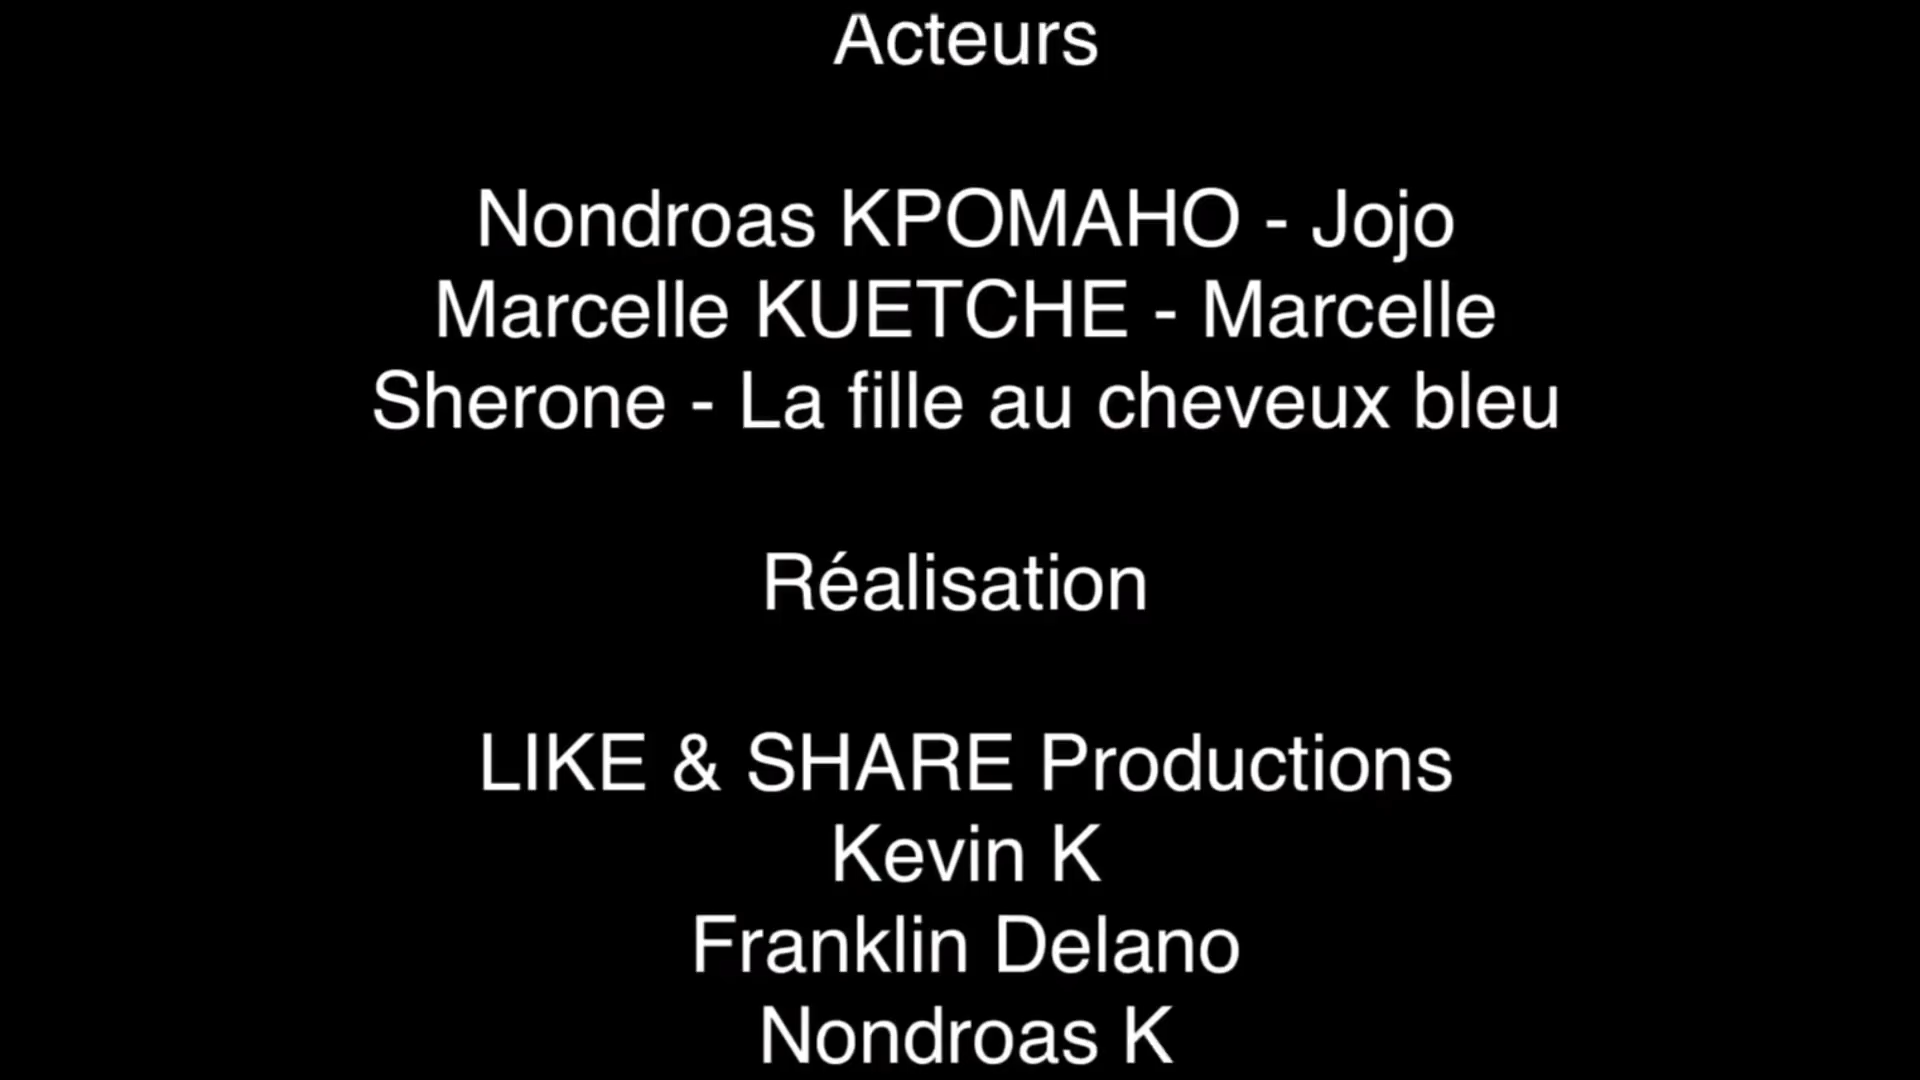 Acteurs
Nondroas KPOMAHO - Jojo
Marcelle KUETCHE - Marcelle
Sherone - La fille au cheveux bleu
Réalisation
LIKE & SHARE Productions
Kevin K
Franklin Delano
Nondroas K